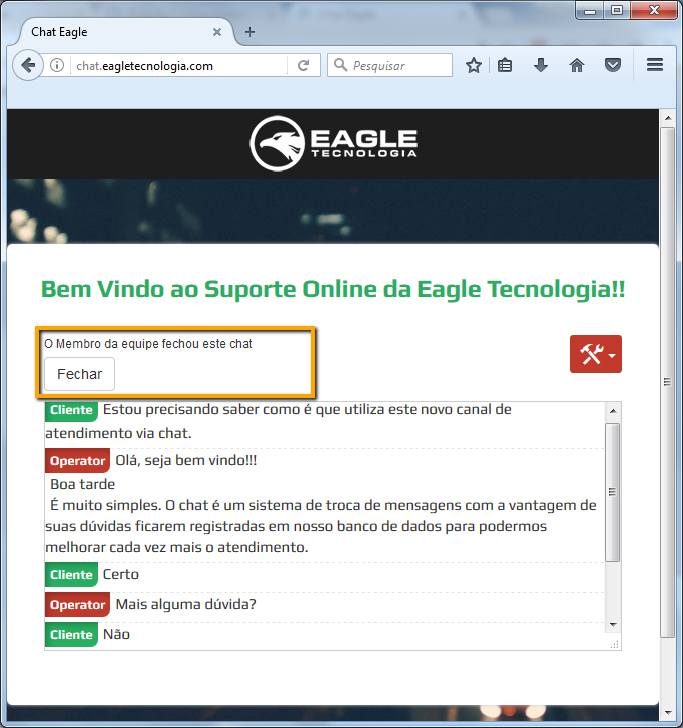 Chat Eagle
chat.eagletecnologia.com
Pesquisar
EAGLE
TECNOLOGIA
Bem Vindo ao Suporte Online da Eagle Tecnologia!!
O Membro da equipe fechou este chat
Fechar
Cliente Estou precisando saber como é que utiliza este novo canal de
atendimento via chat.
Operator Olá, seja bem vindo!!!
Boa tarde
É muito simples. O chat é um sistema de troca de mensagens com a vantagem de
suas dúvidas ficarem registradas em nosso banco de dados para podermos
melhorar cada vez mais o atendimento.
Cliente Certo
Operator Mais alguma dúvida?
Cliente Não